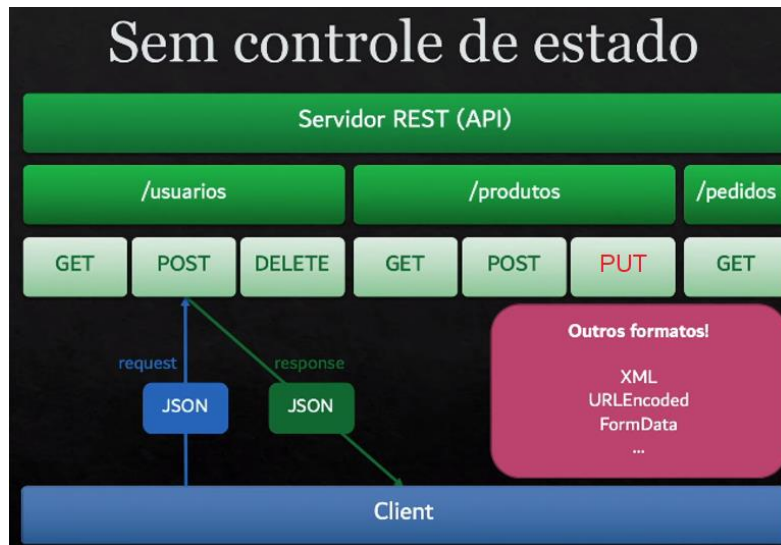 Sem controle de estado
Servidor REST (API)
/usuarios /produtos /pedidos
GET POST DELETE GET POST PUT GET
Outros formatos!
request response
XML
JSON JSON
URLEncoded
FormData
...
Client